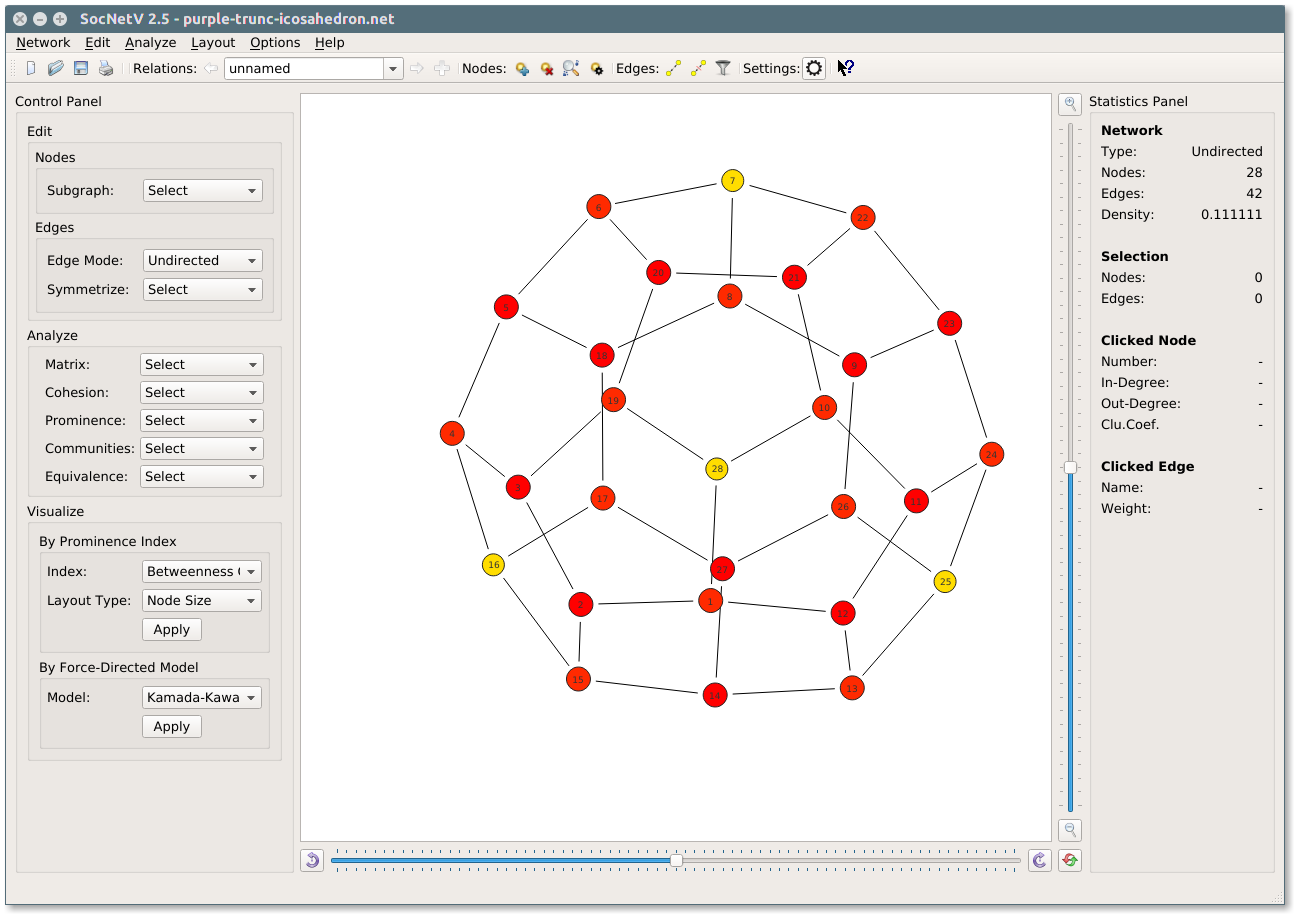 SocNetV 2.5 - purple-trunc-icosahedron.net
Network Edit Analyze Layout Options Help
Relations: unnamed Nodes: Edges: Settings:
Control Panel
Edit
Nodes
Subgraph: Select
Edges
Edge Mode: Undirected
Symmetrize: Select
Analyze
Matrix: Select
Cohesion: Select
Prominence: Select
Communities: Select
Equivalence: Select
Visualize
By Prominence Index
Index: Betweenness (
Layout Type: Node Size
Apply
By Force-Directed Model
Model: Kamada-Kawa
Apply
7
6
22
20
21
8
5
23
18
9
19
10
4
24
28
3
17
11
26
16
27
25
1
2
12
15
13
14
Statistics Panel
Network
Type: Undirected
Nodes: 28
Edges: 42
Density: 0.111111
Selection
Nodes: 0
Edges: 0
Clicked Node
Number: -
In-Degree: -
Out-Degree: -
Clu.Coef. -
Clicked Edge
Name: -
Weight: -